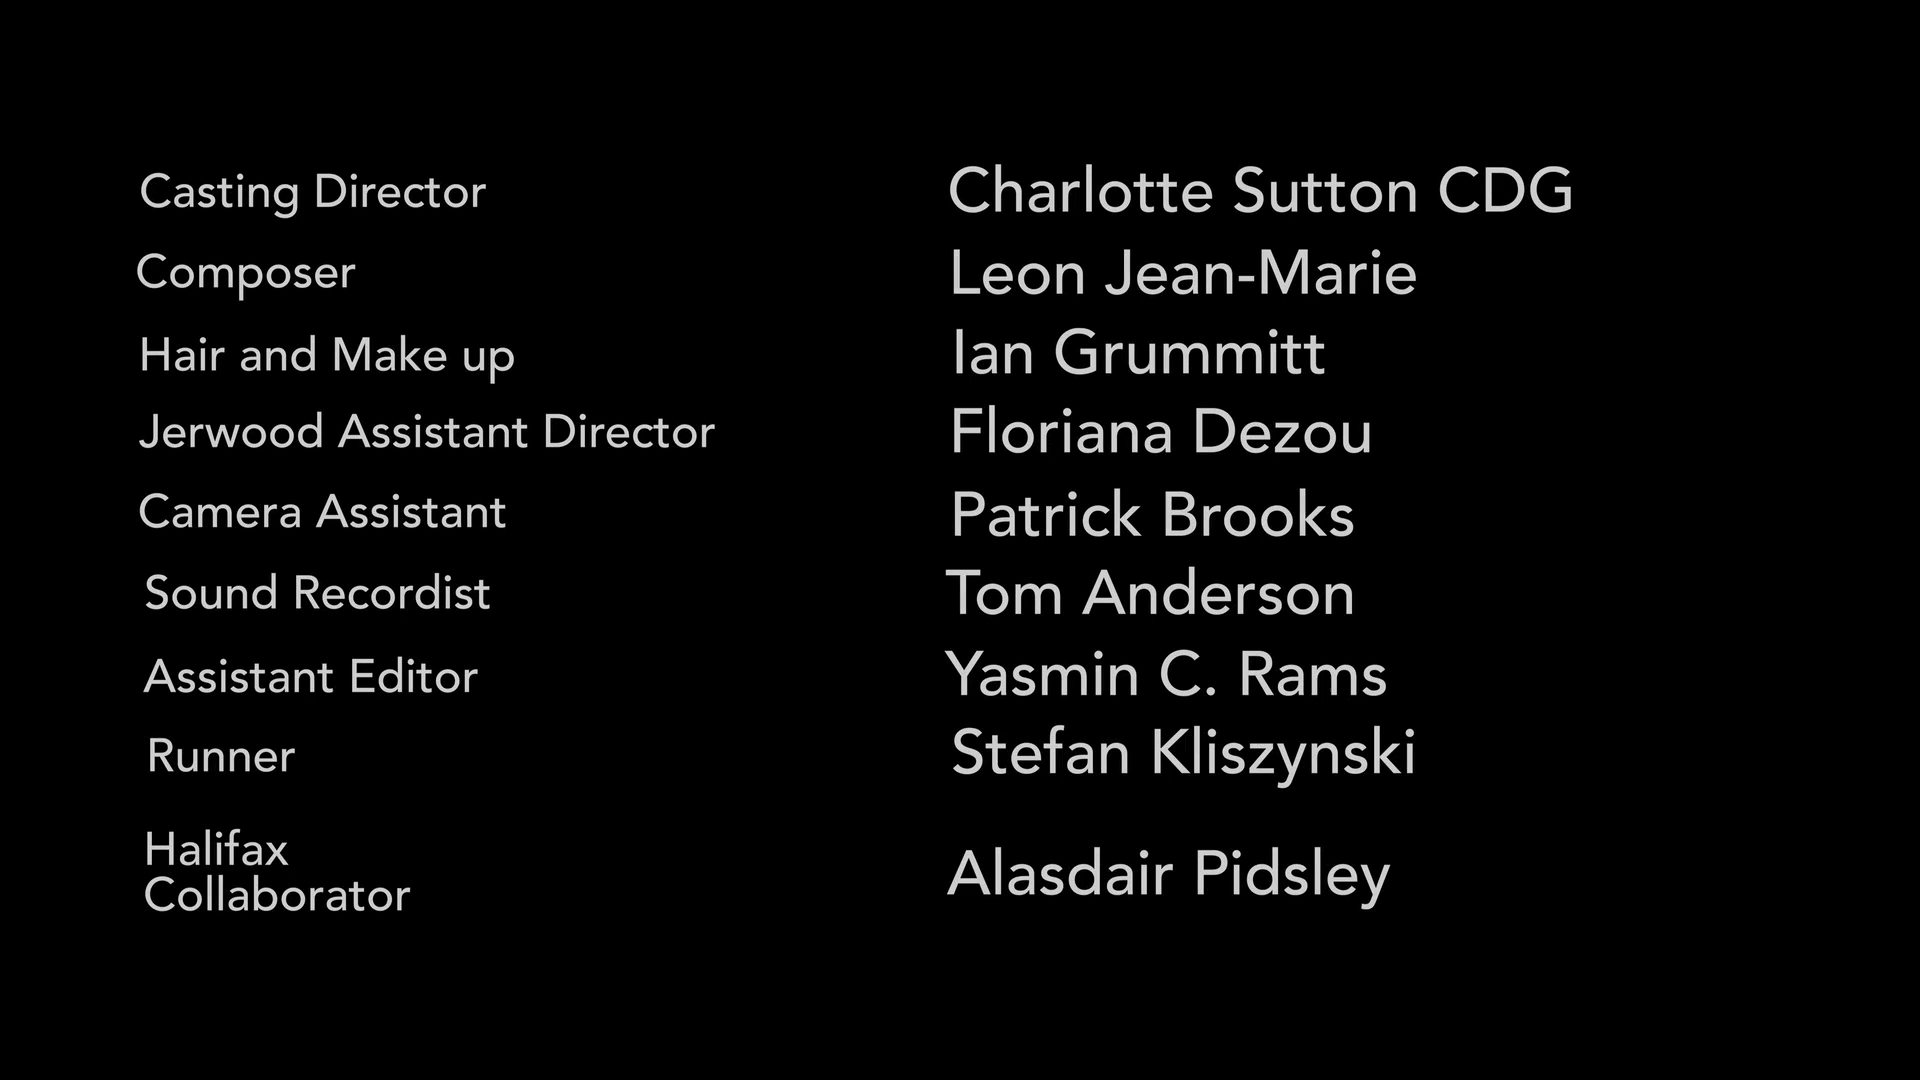 Casting Director Charlotte Sutton CDG
Composer Leon Jean-Marie
Hair and Make up Ian Grummitt
Jerwood Assistant Director Floriana Dezou
Camera Assistant Patrick Brooks
Sound Recordist Tom Anderson
Assistant Editor Yasmin C. Rams
Runner Stefan Kliszynski
Halifax
Collaborator Alasdair Pidsley